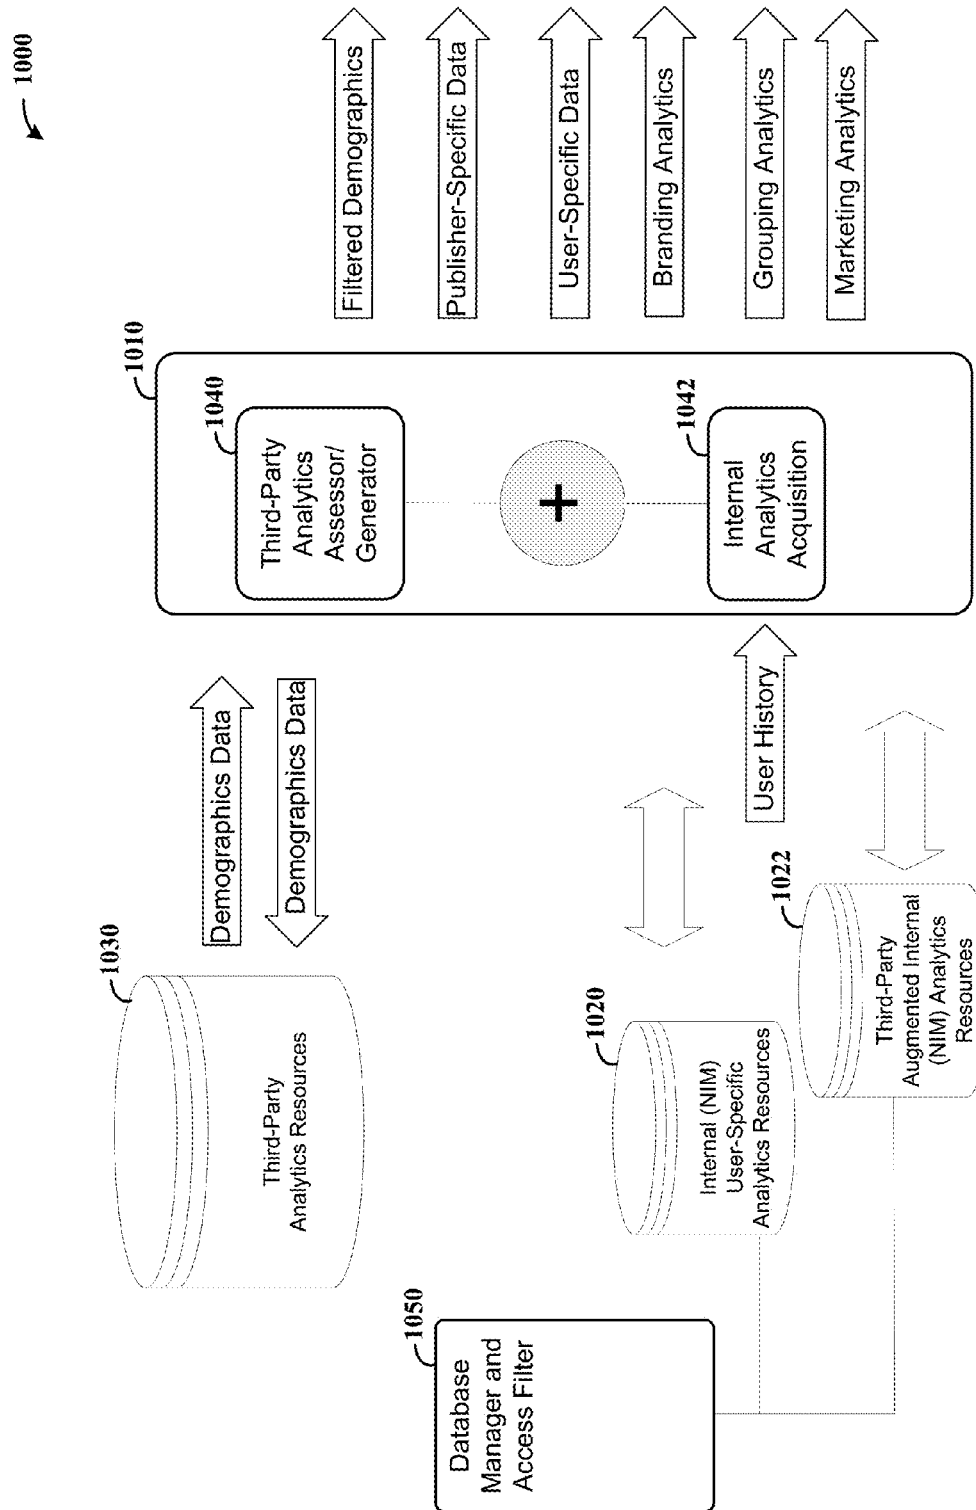 1000
1010
1040
Third-Party
Analytics
Assessor/
Generator
+
1042
Internal
Analytics
Acquisition
Filtered Demographics
Publisher-Specific Data
User-Specific Data
Branding Analytics
Grouping Analytics
Marketing Analytics
Demographics Data
Demographics Data
User History
1030
Third-Party
Analytics Resources
1020
Internal (NIM)
User-Specific
Analytics Resources
1022
Third-Party
Augmented Internal
(NIM) Analytics
Resources
1050
Database
Manager and
Access Filter